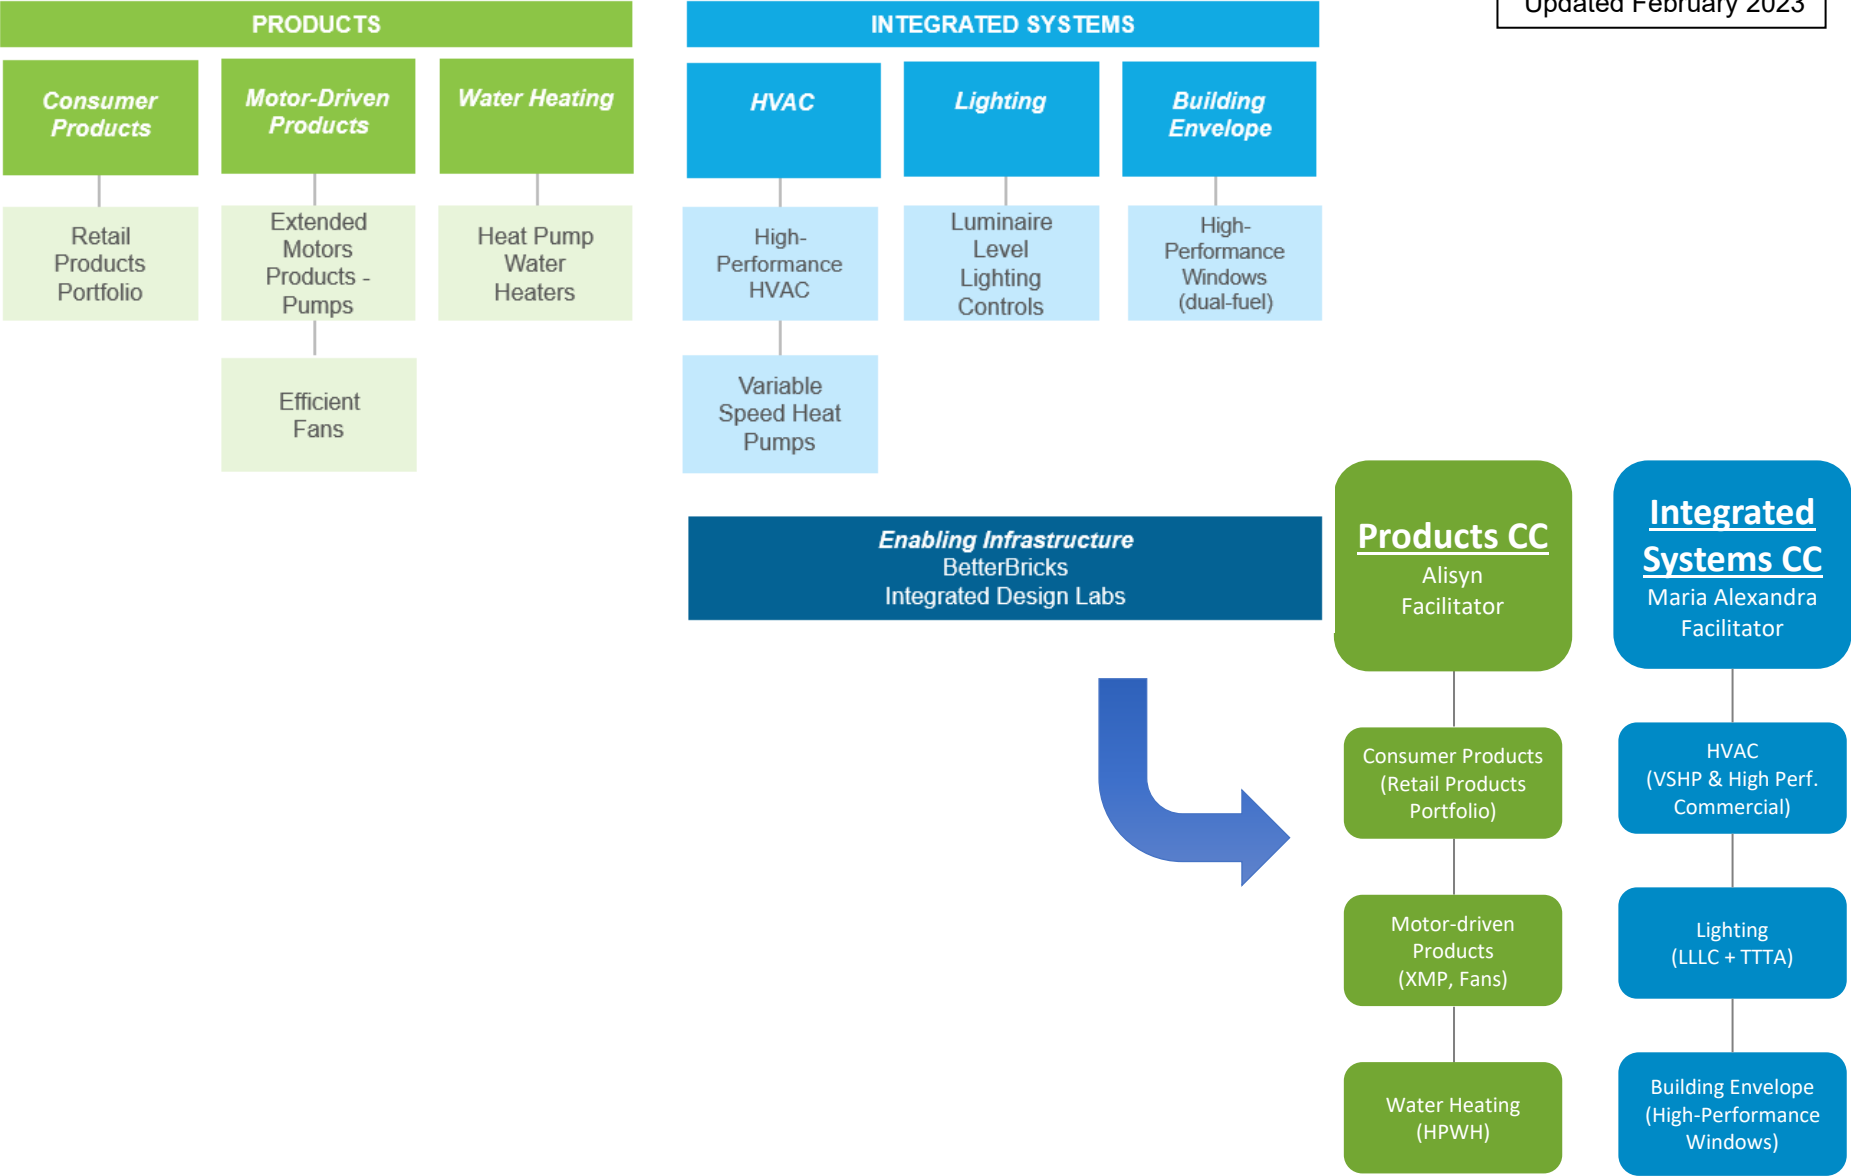 Updated February 2023
PRODUCTS
INTEGRATED SYSTEMS
Consumer
Products
Motor-Driven
Products
Water Heating
HVAC
Lighting
Building
Envelope
Retail
Products
Portfolio
Extended
Motors
Products -
Pumps
Heat Pump
Water
Heaters
High-
Performance
HVAC
Luminaire
Level
Lighting
Controls
High-
Performance
Windows
(dual-fuel)
Efficient
Fans
Variable
Speed Heat
Pumps
Enabling Infrastructure
BetterBricks
Integrated Design Labs
Products CC
Alisyn
Facilitator
Integrated
Systems CC
Maria Alexandra
Facilitator
Consumer Products
(Retail Products
Portfolio)
HVAC
(VSHP & High Perf.
Commercial)
Motor-driven
Products
(XMP, Fans)
Lighting
(LLLC + TTTA)
Water Heating
(HPWH)
Building Envelope
(High-Performance
Windows)